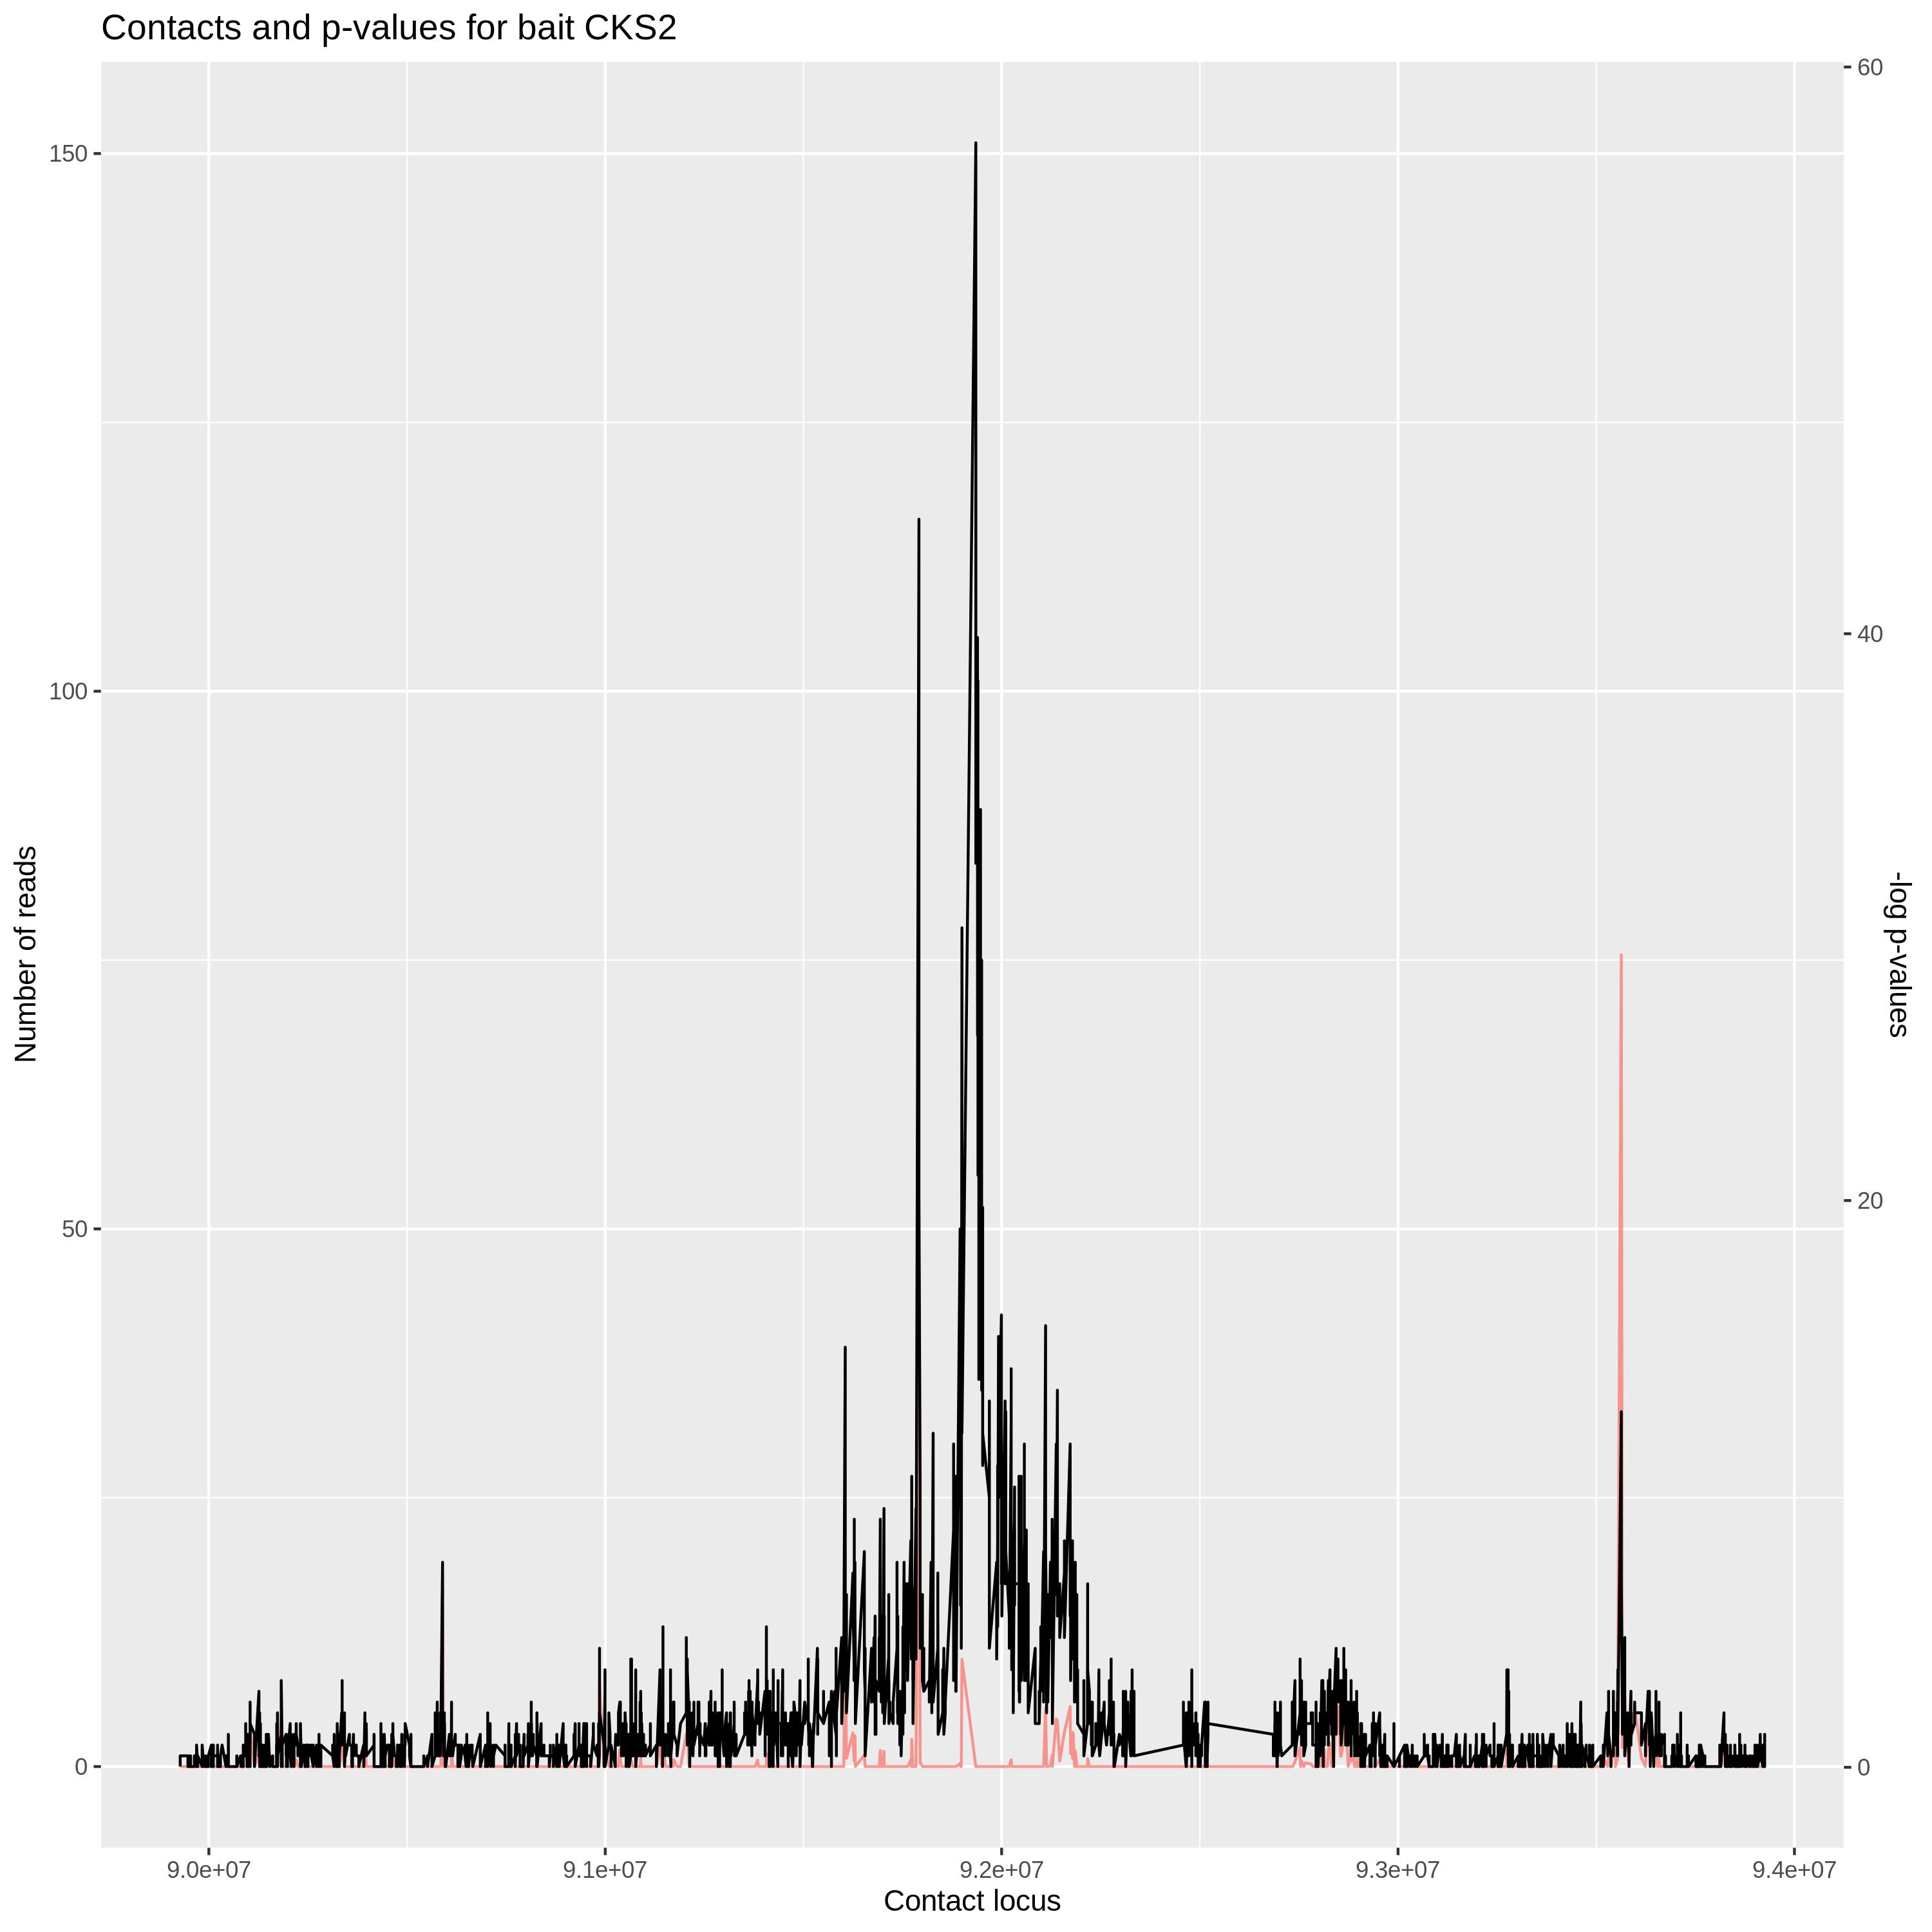 Contacts and p-values for bait CKS2
60
150
40
100
Number of reads
-log p-values
20
50
0
0
9.0e+07
9.1e+07
9.2e+07
9.3e+07
9.4e+07
Contact locus